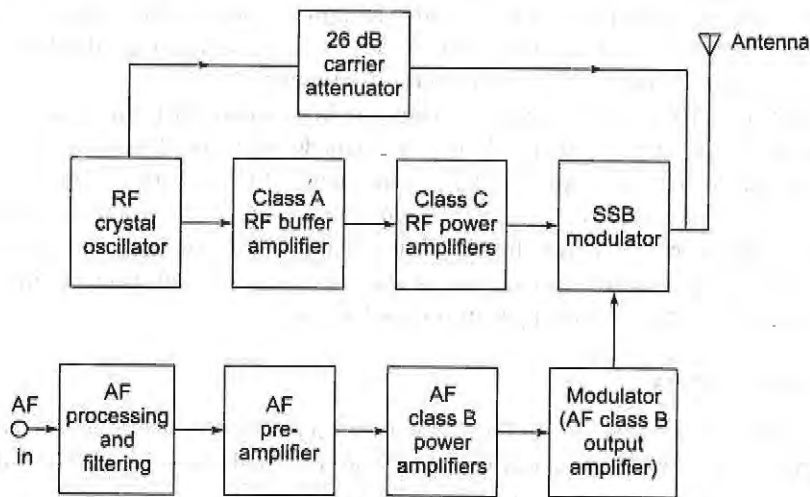 26 dB
carrier
attenuator
Antenna
RF
crystal
oscillator
Class A
RF buffer
amplifier
Class C
RF power
amplifiers
SSB
modulator
AF
in
AF
processing
and
filtering
AF
pre-
amplifier
AF
class B
power
amplifiers
Modulator
(AF class B
output
amplifier)